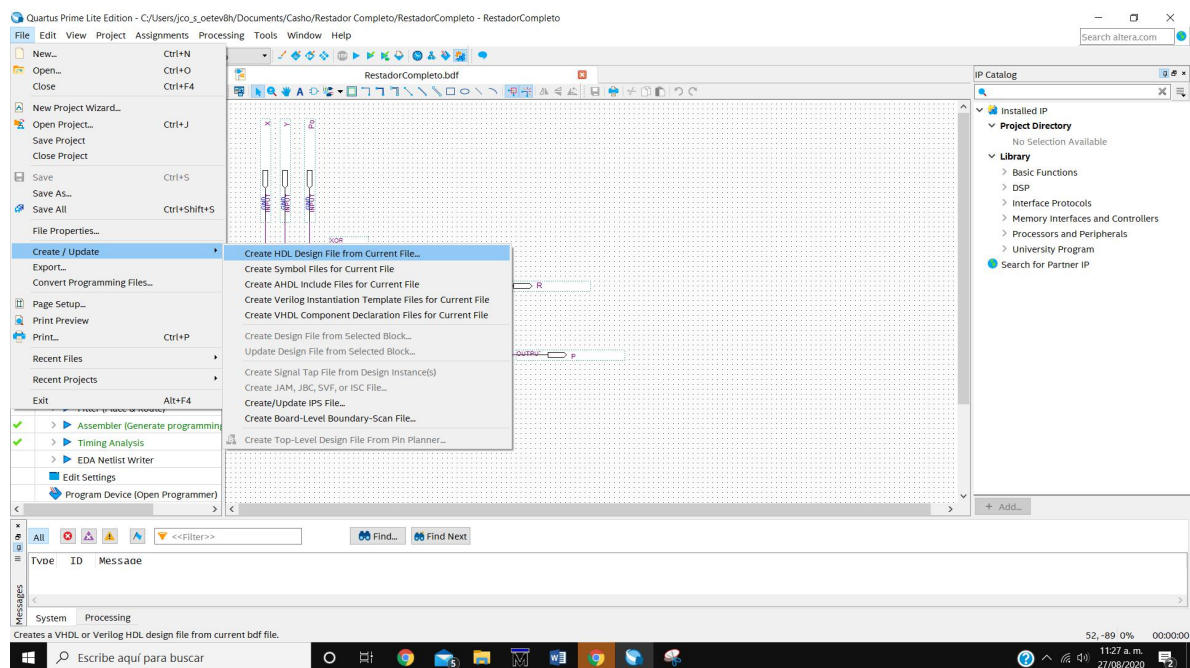 Quartus Prime Lite Edition - C:/Users/jco_s_oetev8h/Documents/Casho/Restador Completo/RestadorCompleto - RestadorCompleto
File Edit View Project Assignments Processing Tools Window Help
Search altera.com
New... Ctrl+N
Open... Ctrl+O
Close Ctrl+F4
New Project Wizard...
Open Project... Ctrl+J
Save Project
Close Project
Save Ctrl+S
Save As...
Save All Ctrl+Shift+S
File Properties...
Create / Update
Export...
Convert Programming Files...
Page Setup...
Print Preview
Print... Ctrl+P
Recent Files
Recent Projects
Exit Alt+F4
Create HDL Design File from Current File...
Create Symbol Files for Current File
Create AHDL Include Files for Current File
Create Verilog Instantiation Template Files for Current File
Create VHDL Component Declaration Files for Current File
Create Design File from Selected Block...
Update Design File from Selected Block...
Create Signal Tap File from Design Instance(s)
Create JAM, JBC, SVF, or ISC File...
Create/Update IPS File...
Create Board-Level Boundary-Scan File...
Create Top-Level Design File From Pin Planner...
Fitter (Place & Route)
Assembler (Generate programming
Timing Analysis
EDA Netlist Writer
Edit Settings
Program Device (Open Programmer)
RestadorCompleto.bdf
X Y Po
INPUT INPUT INPUT
XOR
R
OUTPUT P
IP Catalog
Installed IP
Project Directory
No Selection Available
Library
Basic Functions
DSP
Interface Protocols
Memory Interfaces and Controllers
Processors and Peripherals
University Program
Search for Partner IP
+ Add...
All <<Filter>> Find... Find Next
Type ID Message
Messages
System Processing
Creates a VHDL or Verilog HDL design file from current bdf file.
52, -89 0% 00:00:00
Escribe aquí para buscar
5
11:27 a. m.
27/08/2020
2